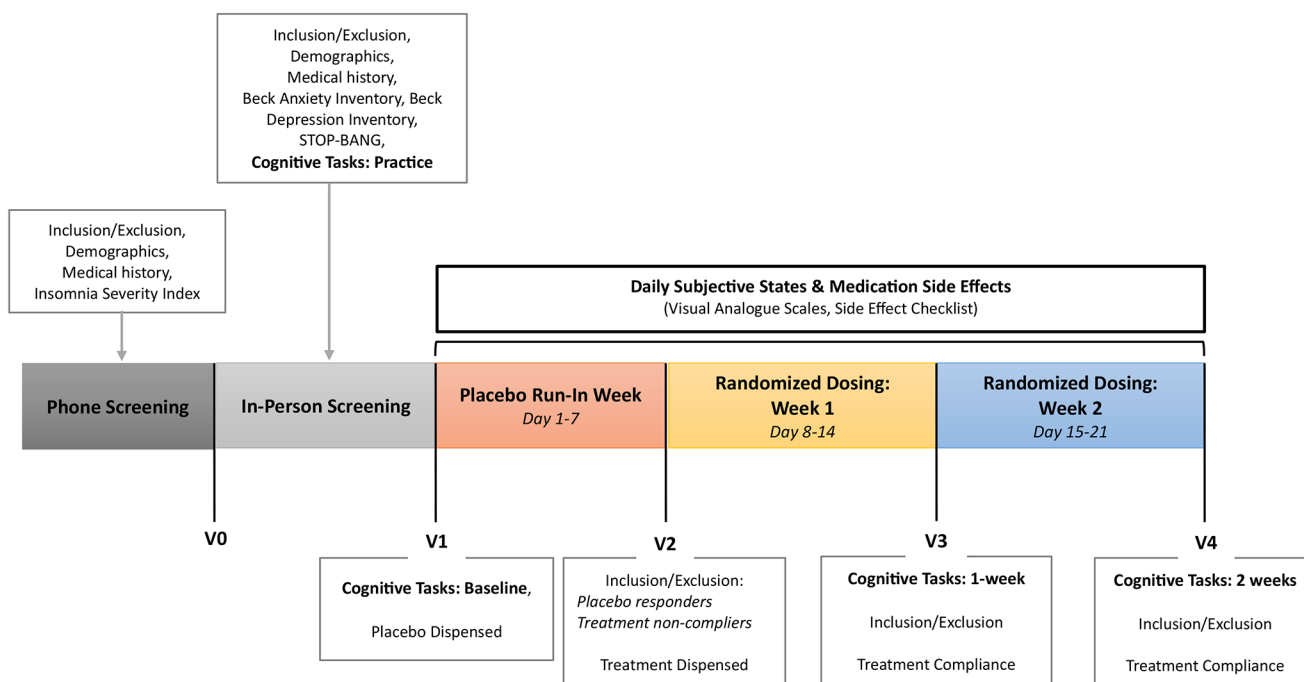 Inclusion/Exclusion,
Demographics,
Medical history,
Beck Anxiety Inventory, Beck
Depression Inventory,
STOP-BANG,
Cognitive Tasks: Practice
Inclusion/Exclusion,
Demographics,
Medical history,
Insomnia Severity Index
Daily Subjective States & Medication Side Effects
(Visual Analogue Scales, Side Effect Checklist)
Phone Screening
In-Person Screening
Placebo Run-In Week
Day 1-7
Randomized Dosing:
Week 1
Day 8-14
Randomized Dosing:
Week 2
Day 15-21
V0
V1
V2
V3
V4
Cognitive Tasks: Baseline,
Placebo Dispensed
Inclusion/Exclusion:
Placebo responders
Treatment non-compliers
Treatment Dispensed
Cognitive Tasks: 1-week
Inclusion/Exclusion
Treatment Compliance
Cognitive Tasks: 2 weeks
Inclusion/Exclusion
Treatment Compliance